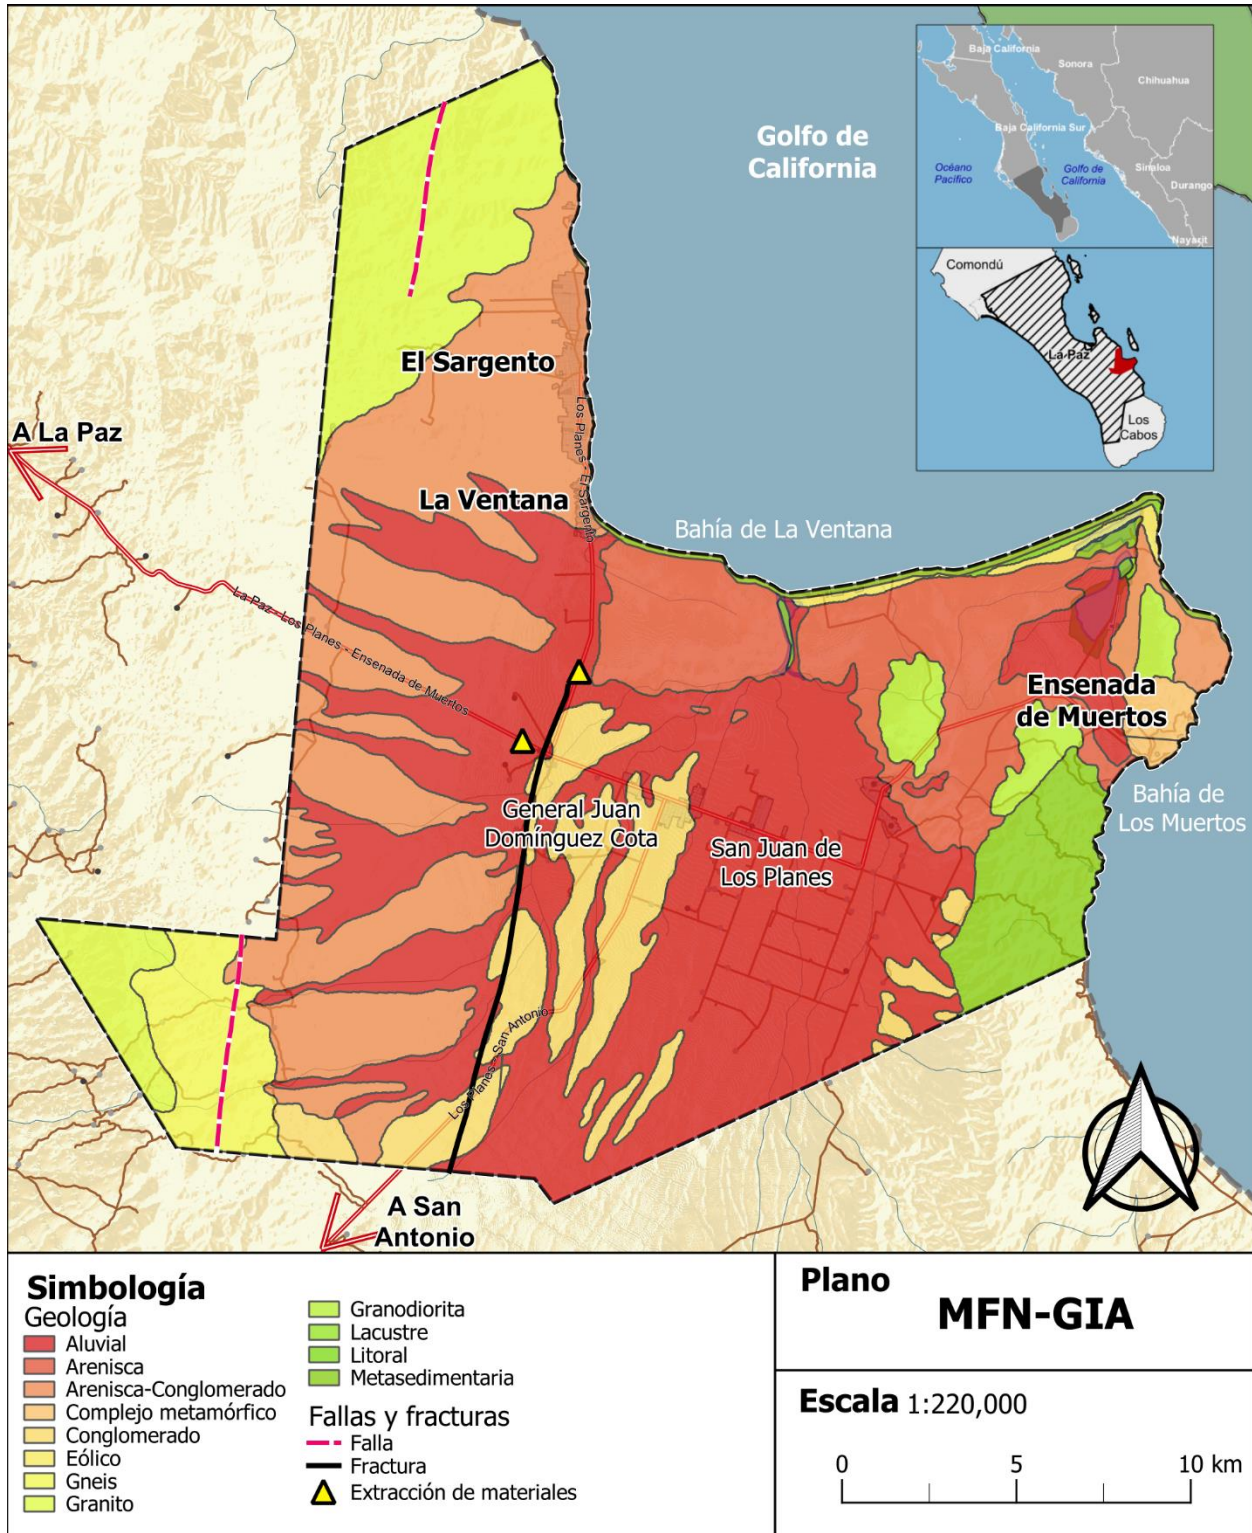 Golfo de
California
Baja California
Sonora
Chihuahua
Baja California Sur
Océano
Pacífico
Golfo de
California
Sinaloa
Durango
Nayarit
Comondú
La Paz
Los
Cabos
El Sargento
A La Paz
Los Planes - El Sargento
La Ventana
Bahía de La Ventana
La Paz - Los Planes - Ensenada de Muertos
Ensenada
de Muertos
General Juan
Domínguez Cota
San Juan de
Los Planes
Bahía de
Los Muertos
Los Planes - San Antonio
A San
Antonio
Simbología
Geología
Aluvial
Arenisca
Arenisca-Conglomerado
Complejo metamórfico
Conglomerado
Eólico
Gneis
Granito
Granodiorita
Lacustre
Litoral
Metasedimentaria
Fallas y fracturas
Falla
Fractura
Extracción de materiales
Plano
MFN-GIA
Escala 1:220,000
0 5 10 km